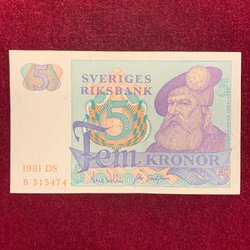 5
SVERIGES
RIKSBANK
5
Fem KRONOR
1981 DS
B 515474